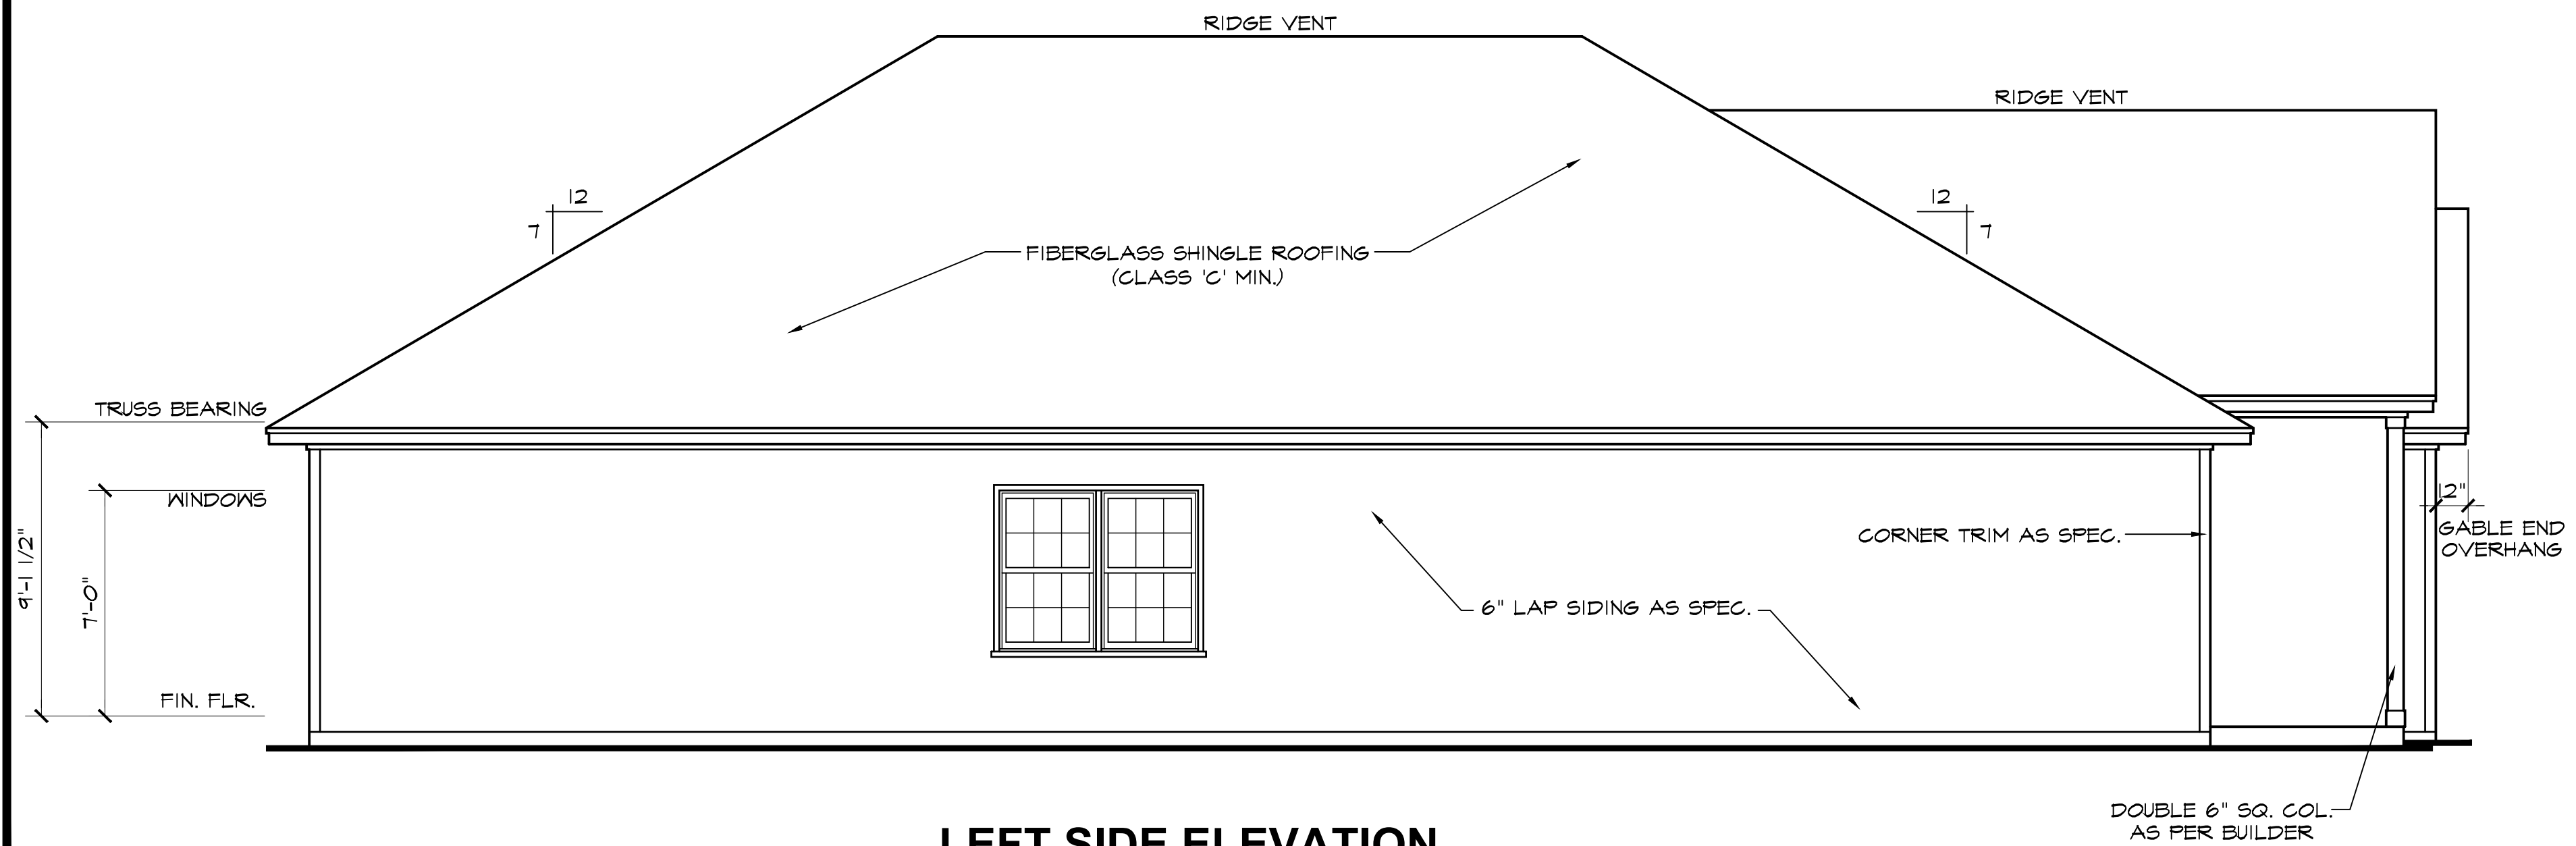 RIDGE VENT
RIDGE VENT
12
7
12
7
FIBERGLASS SHINGLE ROOFING
(CLASS 'C' MIN.)
TRUSS BEARING
WINDOWS
9'-1 1/2"
7'-0"
FIN. FLR.
12"
GABLE END
OVERHANG
CORNER TRIM AS SPEC.
6" LAP SIDING AS SPEC.
DOUBLE 6" SQ. COL.
AS PER BUILDER
LEFT SIDE ELEVATION